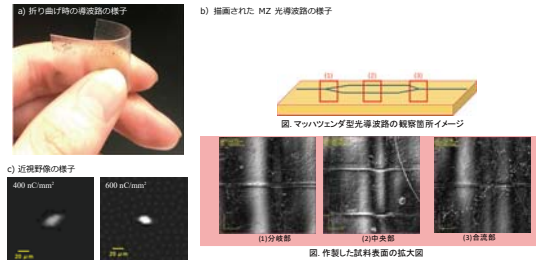 a) 折り曲げ時の導波路の様子
b) 描画された MZ 光導波路の様子
(1)
(2)
(3)
図. マッハツェンダ型光導波路の観察箇所イメージ
c) 近視野像の様子
400 nC/mm²
600 nC/mm²
20 μm
20 μm
(1)分岐部
(2)中央部
(3)合流部
図. 作製した試料表面の拡大図